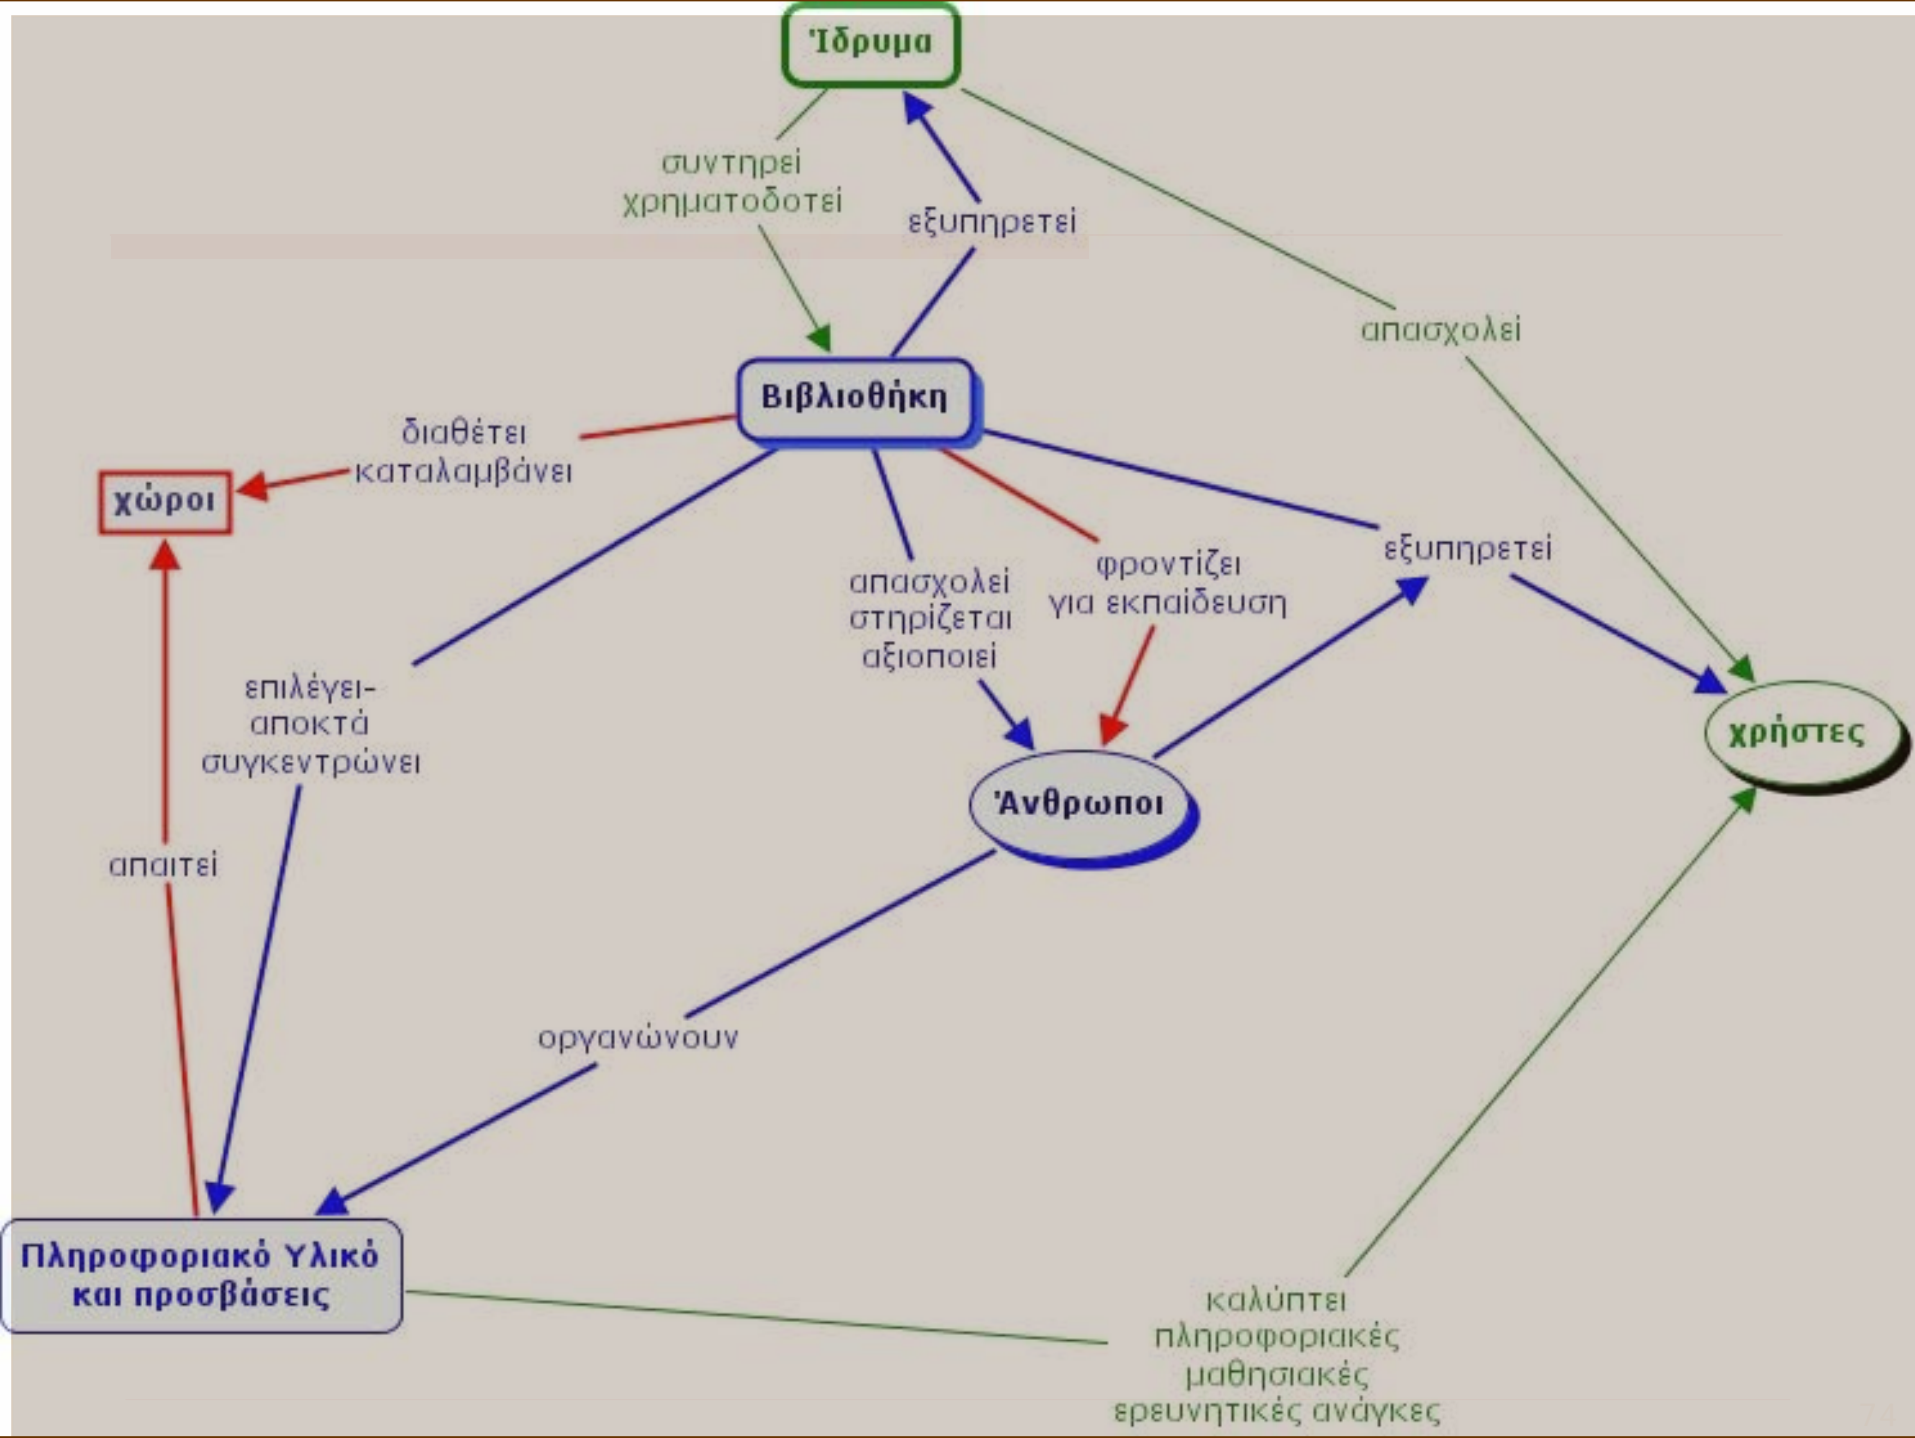 Ίδρυμα
συντηρεί
χρηματοδοτεί
εξυπηρετεί
απασχολεί
Βιβλιοθήκη
διαθέτει
καταλαμβάνει
χώροι
εξυπηρετεί
φροντίζει
για εκπαίδευση
απασχολεί
στηρίζεται
αξιοποιεί
επιλέγει-
αποκτά
συγκεντρώνει
χρήστες
Άνθρωποι
απαιτεί
οργανώνουν
Πληροφοριακό Υλικό
και προσβάσεις
καλύπτει
πληροφοριακές
μαθησιακές
ερευνητικές ανάγκες